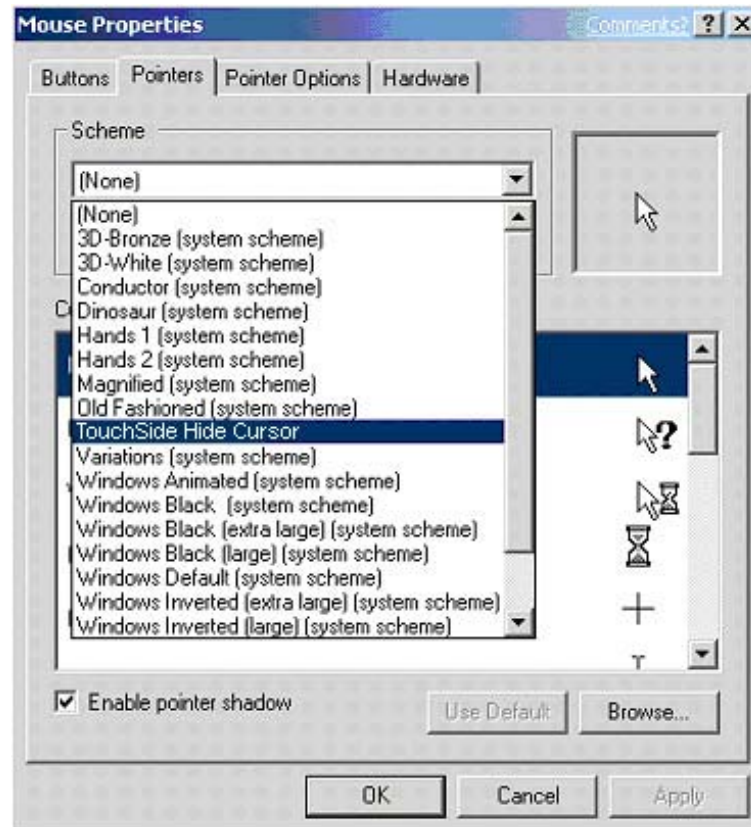 Mouse Properties Comments? ? X
Buttons Pointers Pointer Options Hardware
Scheme
(None)
(None)
3D-Bronze (system scheme)
3D-White (system scheme)
Conductor (system scheme)
Dinosaur (system scheme)
Hands 1 (system scheme)
Hands 2 (system scheme)
Magnified (system scheme)
Old Fashioned (system scheme)
TouchSide Hide Cursor
Variations (system scheme)
Windows Animated (system scheme)
Windows Black (system scheme)
Windows Black (extra large) (system scheme)
Windows Black (large) (system scheme)
Windows Default (system scheme)
Windows Inverted (extra large) (system scheme)
Windows Inverted (large) (system scheme)
Enable pointer shadow
Use Default Browse...
OK Cancel Apply